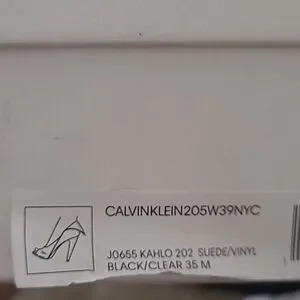 CALVINKLEIN205W39NYC
J0655 KAHLO 202 SUEDE/VINYL
BLACK/CLEAR 35 M